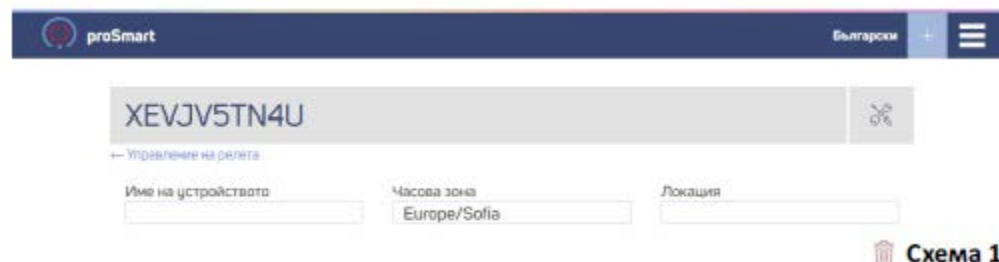 proSmart
Български +
XEVJV5TN4U
← Управление на релета
Име на устройството Часова зона Локация
Europe/Sofia
Схема 1